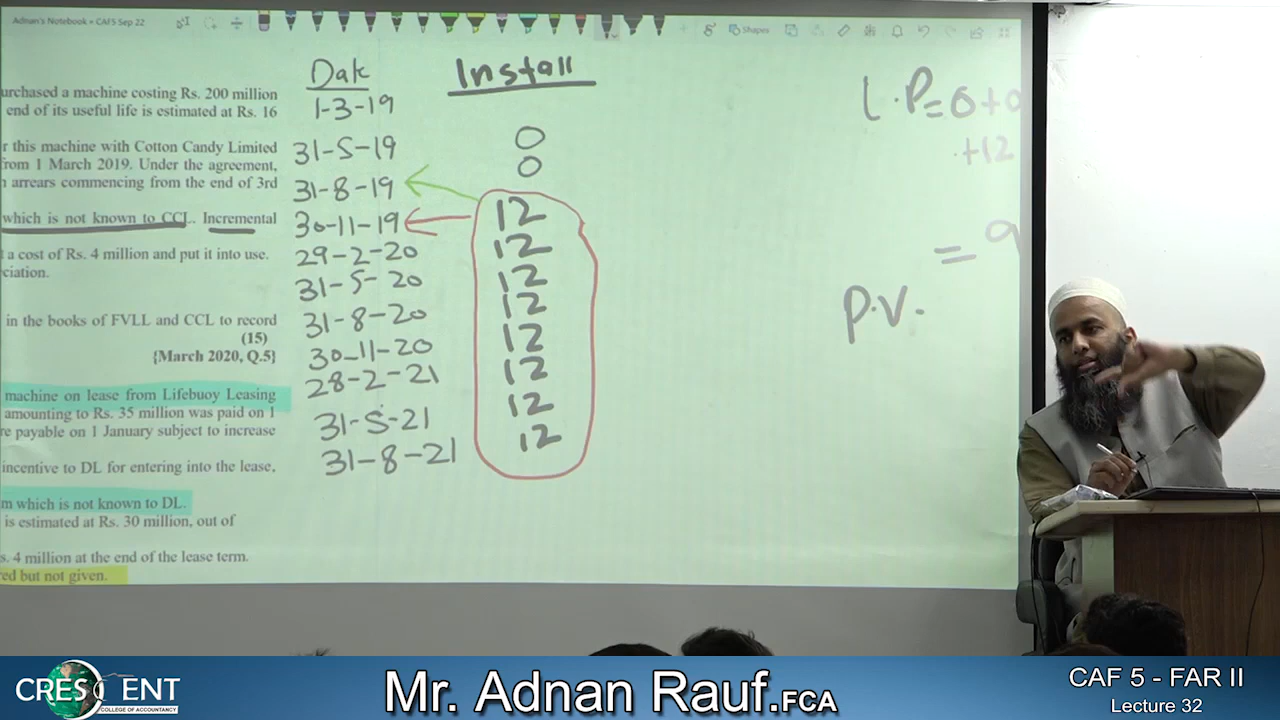 Adnan's Notebook » CAF5 Sep 22
Shapes
urchased a machine costing Rs. 200 million
end of its useful life is estimated at Rs. 16
r this machine with Cotton Candy Limited
from 1 March 2019. Under the agreement,
arrears commencing from the end of 3rd
which is not known to CCL. Incremental
a cost of Rs. 4 million and put it into use.
ciation.
in the books of FVLL and CCL to record
(15)
{March 2020, Q.5}
machine on lease from Lifebuoy Leasing
amounting to Rs. 35 million was paid on 1
re payable on 1 January subject to increase
incentive to DL for entering into the lease,
m which is not known to DL.
is estimated at Rs. 30 million, out of
s. 4 million at the end of the lease term.
red but not given.
Date Install
1-3-19
31-5-19 0
31-8-19 0
30-11-19 12
29-2-20 12
31-5-20 12
31-8-20 12
30-11-20 12
28-2-21 12
31-5-21 12
31-8-21 12
L.P=0+0
+12
= 9
P.V.
CRESCENT
COLLEGE OF ACCOUNTANCY
Mr. Adnan Rauf.FCA
CAF 5 - FAR II
Lecture 32